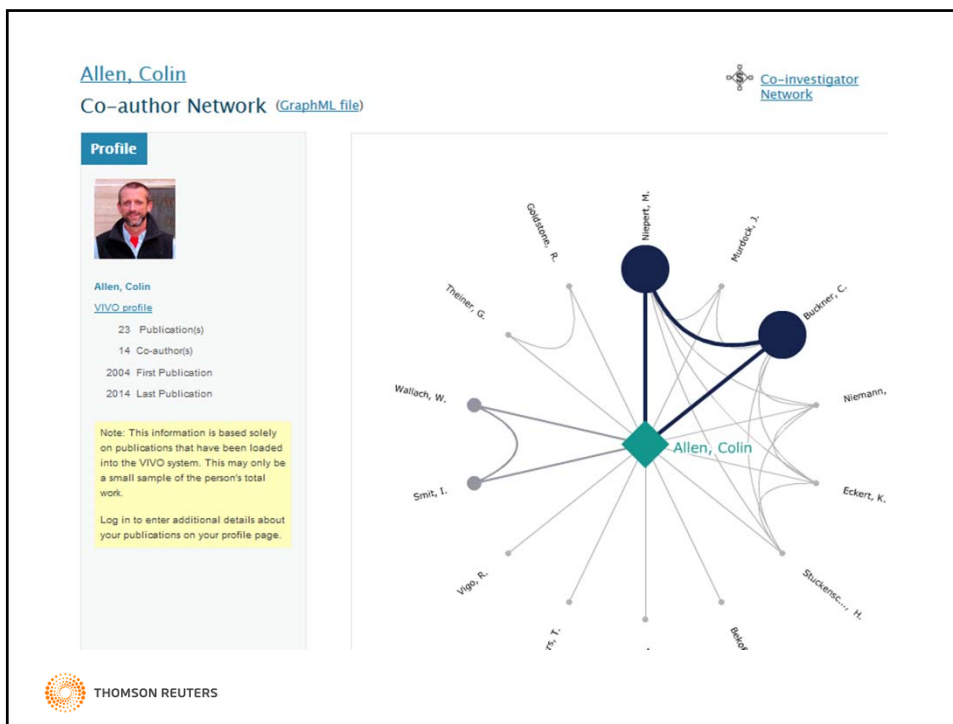 Allen, Colin
Co-author Network (GraphML file)
Co-investigator
Network
Profile
Allen, Colin
VIVO profile
23 Publication(s)
14 Co-author(s)
2004 First Publication
2014 Last Publication
Note: This information is based solely
on publications that have been loaded
into the VIVO system. This may only be
a small sample of the person's total
work.
Log in to enter additional details about
your publications on your profile page.
Goldstone, R.
Niepert, M.
Murdock, J.
Theiner, G.
Buckner, C.
Wallach, W.
Niemann,
Allen, Colin
Smit, I.
Eckert, K.
Vigo, R.
Stuckensc..., H.
T.
THOMSON REUTERS